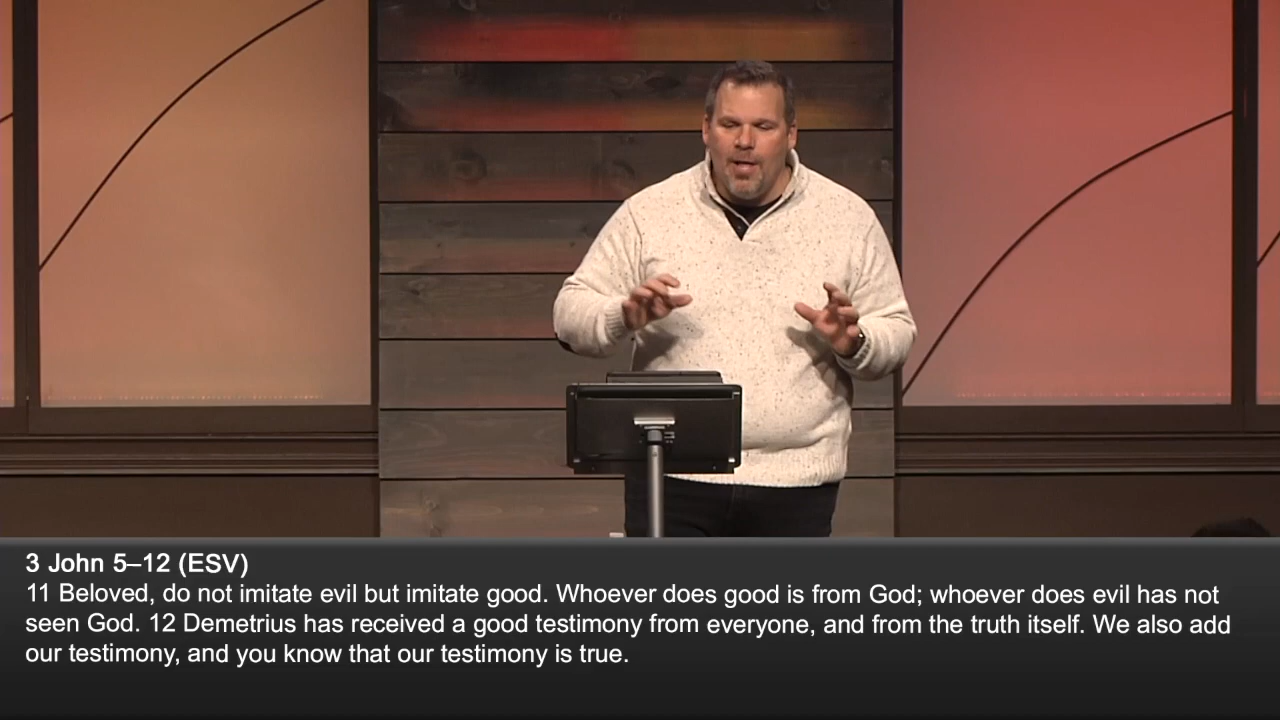 3 John 5–12 (ESV)
11 Beloved, do not imitate evil but imitate good. Whoever does good is from God; whoever does evil has not
seen God. 12 Demetrius has received a good testimony from everyone, and from the truth itself. We also add
our testimony, and you know that our testimony is true.